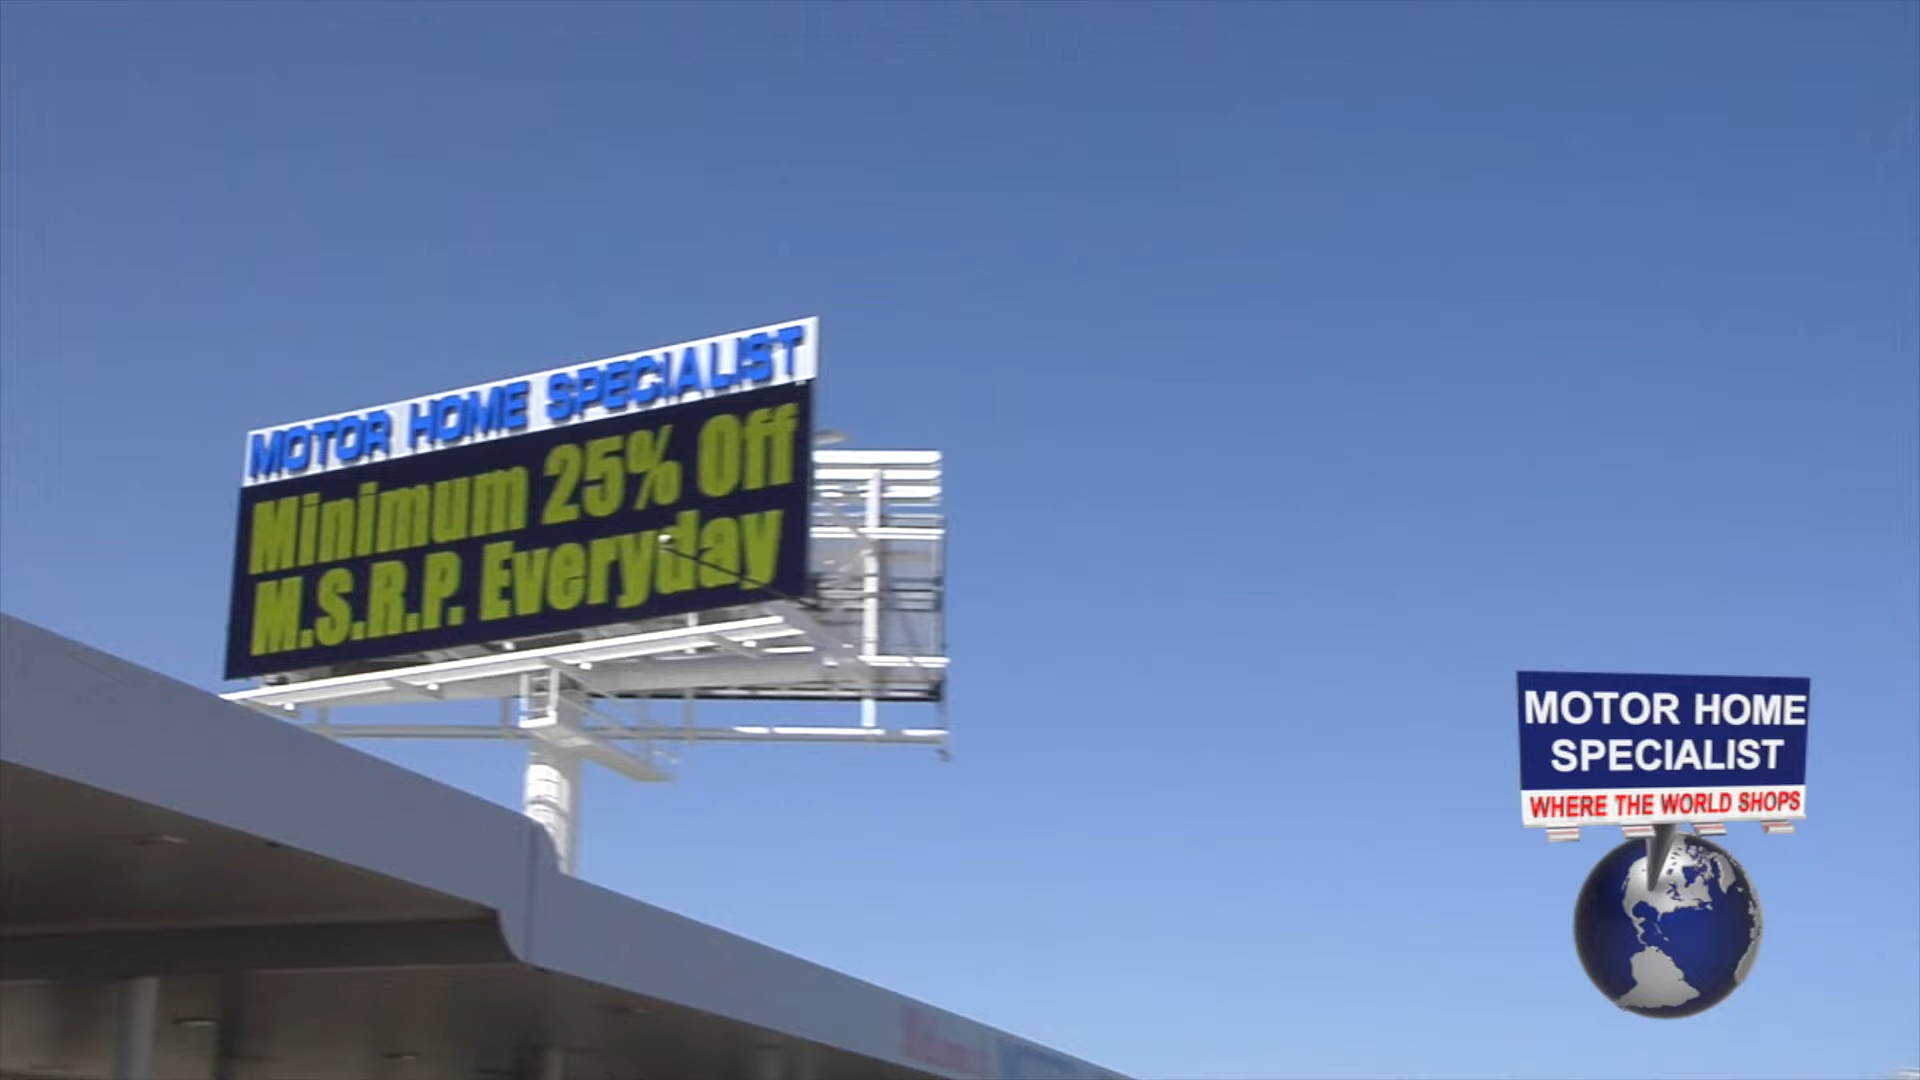 MOTOR HOME SPECIALIST
Minimum 25% Off
M.S.R.P. Everyday
MOTOR HOME
SPECIALIST
WHERE THE WORLD SHOPS